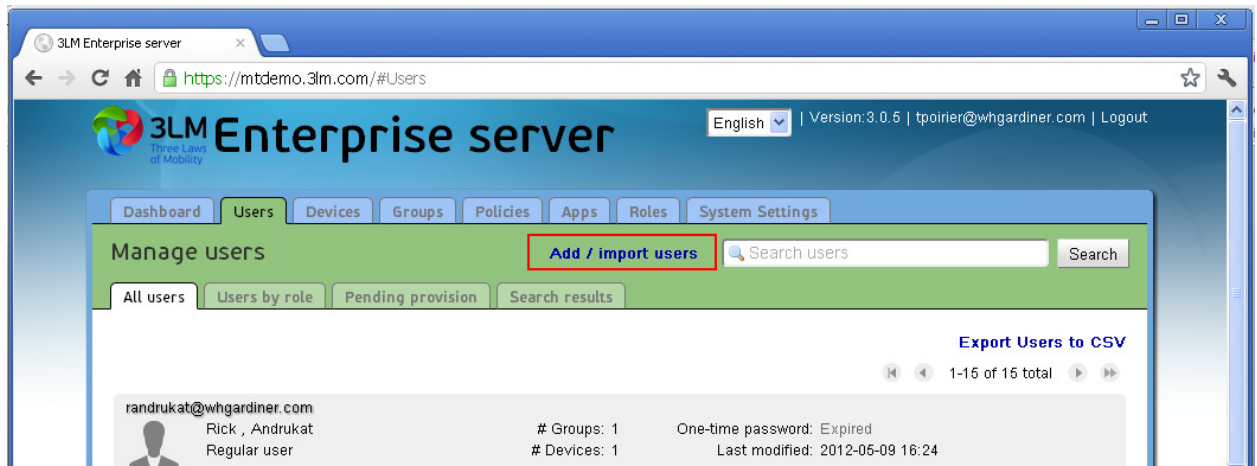 3LM Enterprise server
https://mtdemo.3lm.com/#Users
3LM
Three Laws
of Mobility
Enterprise server
English | Version:3.0.5 | tpoirier@whgardiner.com | Logout
Dashboard Users Devices Groups Policies Apps Roles System Settings
Manage users Add / import users Search users Search
All users Users by role Pending provision Search results
Export Users to CSV
1-15 of 15 total
randrukat@whgardiner.com
Rick , Andrukat # Groups: 1 One-time password: Expired
Regular user # Devices: 1 Last modified: 2012-05-09 16:24